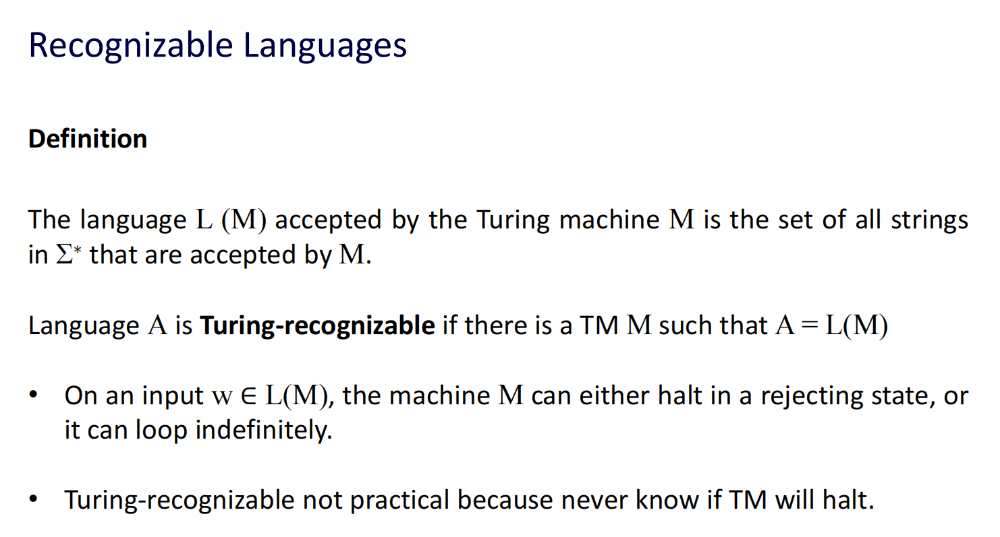 Recognizable Languages
Definition
The language L (M) accepted by the Turing machine M is the set of all strings
in Σ* that are accepted by M.
Language A is Turing-recognizable if there is a TM M such that A = L(M)
• On an input w ∈ L(M), the machine M can either halt in a rejecting state, or
it can loop indefinitely.
• Turing-recognizable not practical because never know if TM will halt.